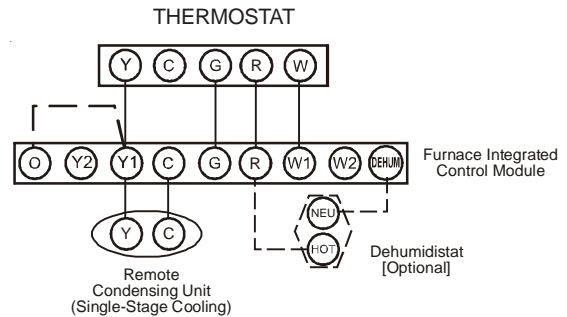 THERMOSTAT
Y C G R W
O Y2 Y1 C G R W1 W2 DEHUM
Furnace Integrated
Control Module
NEU
HOT
Y C
Dehumidistat
[Optional]
Remote
Condensing Unit
(Single-Stage Cooling)